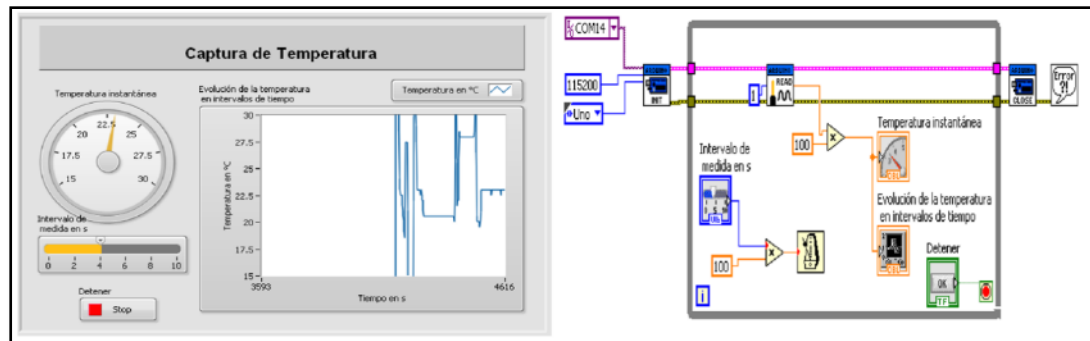 Captura de Temperatura
Temperatura instantánea
15
17.5
20
22.5
25
27.5
30
Intervalo de
medida en s
0 2 4 6 8 10
Detener
Stop
Evolución de la temperatura
en intervalos de tiempo
Temperatura en ºC
Temperatura en ºC
30
27.5
25
22.5
20
17.5
15
3593
4616
Tiempo en s
COM14
115200
Uno
INIT
1
READ
100
Intervalo de
medida en s
100
i
Temperatura instantánea
DBL
Evolución de la temperatura
en intervalos de tiempo
DBL
Detener
OK
TF
CLOSE
Error
?!